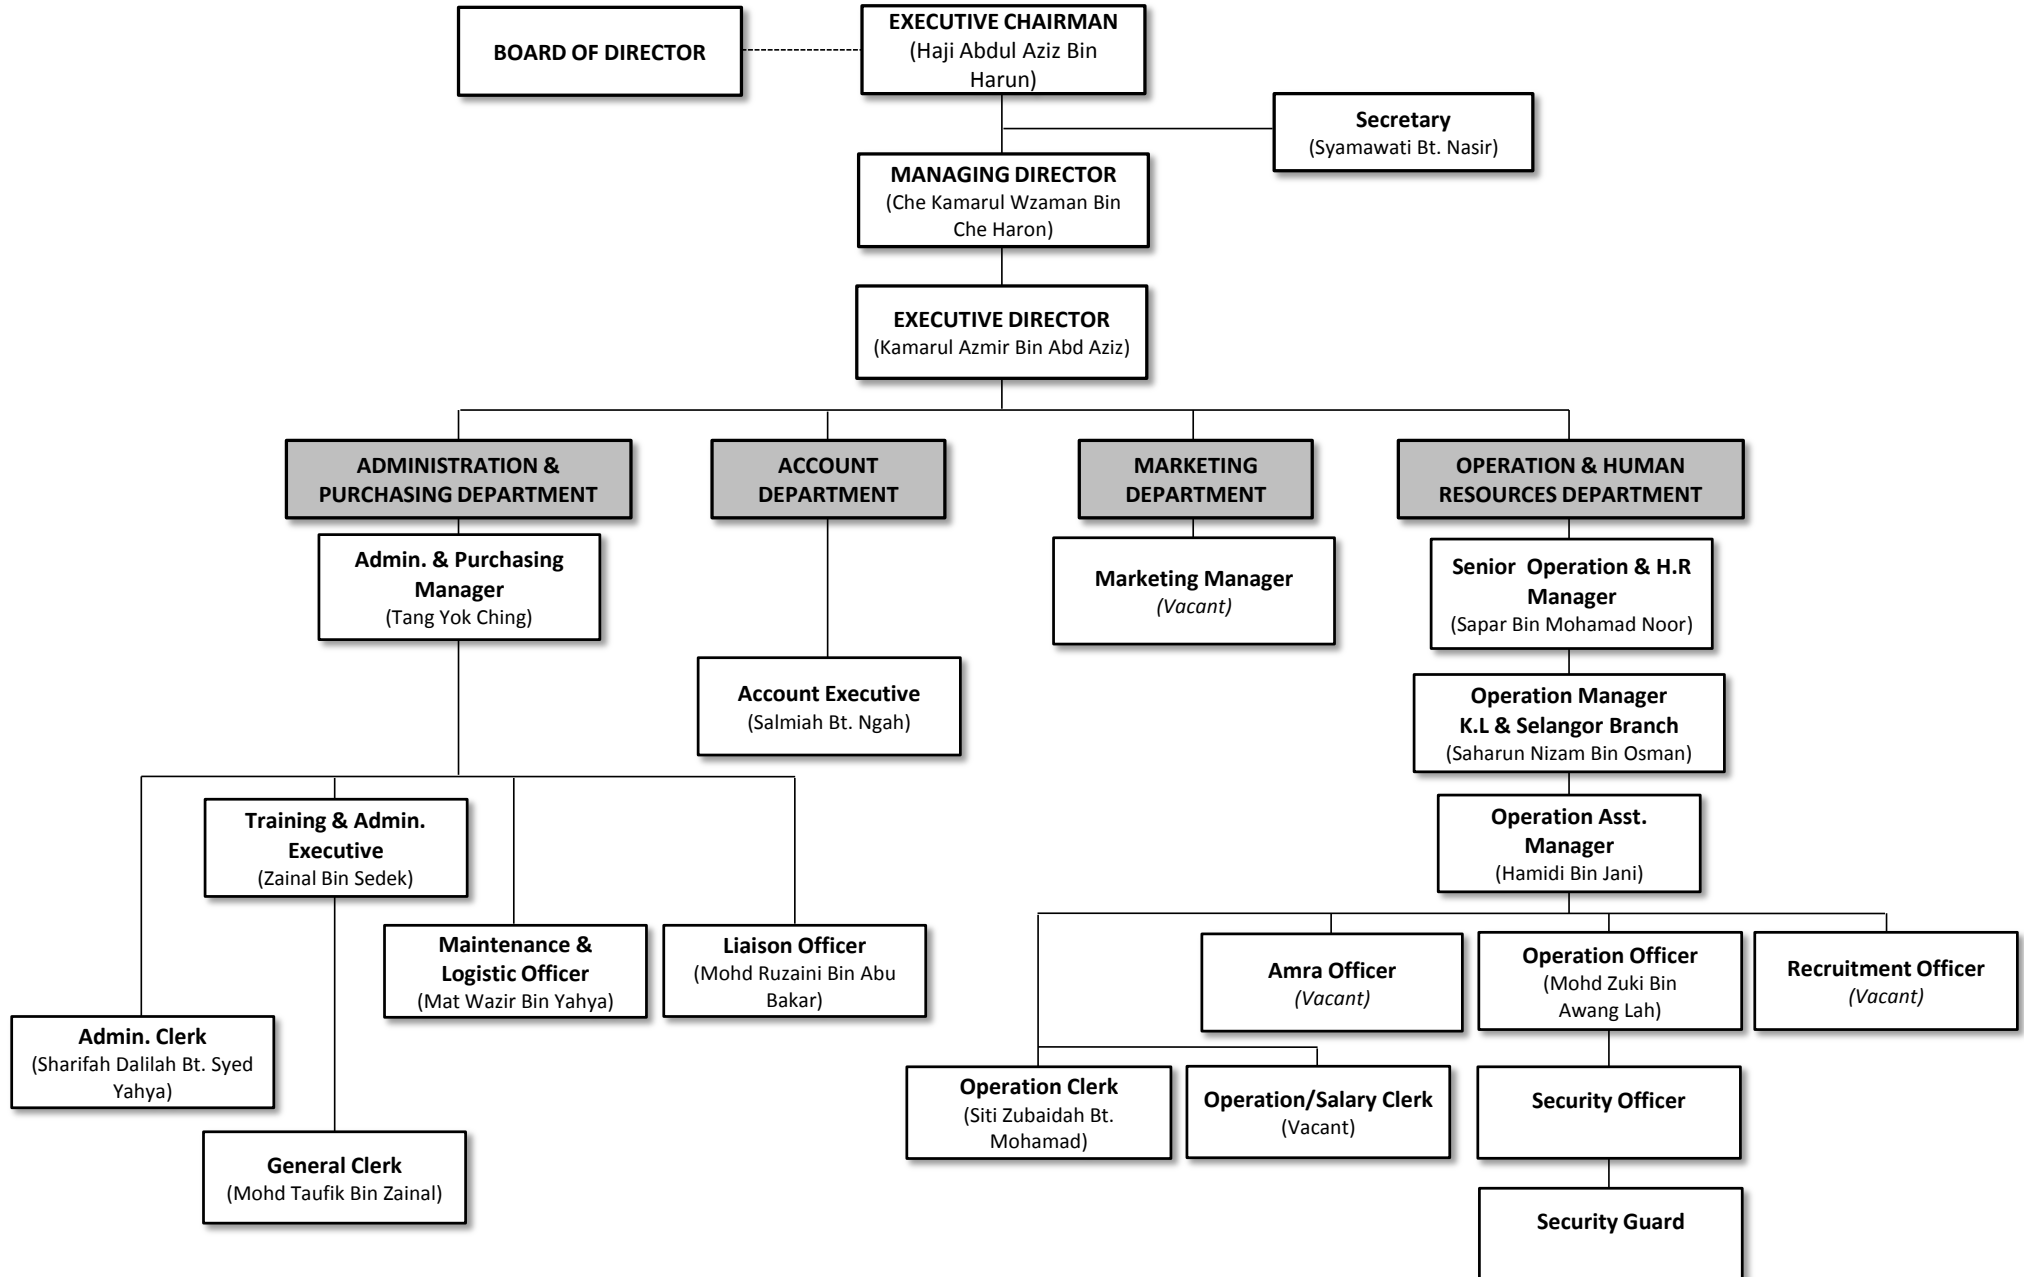 BOARD OF DIRECTOR
EXECUTIVE CHAIRMAN
(Haji Abdul Aziz Bin
Harun)
Secretary
(Syamawati Bt. Nasir)
MANAGING DIRECTOR
(Che Kamarul Wzaman Bin
Che Haron)
EXECUTIVE DIRECTOR
(Kamarul Azmir Bin Abd Aziz)
ADMINISTRATION &
PURCHASING DEPARTMENT
ACCOUNT
DEPARTMENT
MARKETING
DEPARTMENT
OPERATION & HUMAN
RESOURCES DEPARTMENT
Admin. & Purchasing
Manager
(Tang Yok Ching)
Marketing Manager
(Vacant)
Senior Operation & H.R
Manager
(Sapar Bin Mohamad Noor)
Account Executive
(Salmiah Bt. Ngah)
Operation Manager
K.L & Selangor Branch
(Saharun Nizam Bin Osman)
Training & Admin.
Executive
(Zainal Bin Sedek)
Operation Asst.
Manager
(Hamidi Bin Jani)
Maintenance &
Logistic Officer
(Mat Wazir Bin Yahya)
Liaison Officer
(Mohd Ruzaini Bin Abu
Bakar)
Amra Officer
(Vacant)
Operation Officer
(Mohd Zuki Bin
Awang Lah)
Recruitment Officer
(Vacant)
Admin. Clerk
(Sharifah Dalilah Bt. Syed
Yahya)
Operation Clerk
(Siti Zubaidah Bt.
Mohamad)
Operation/Salary Clerk
(Vacant)
Security Officer
General Clerk
(Mohd Taufik Bin Zainal)
Security Guard